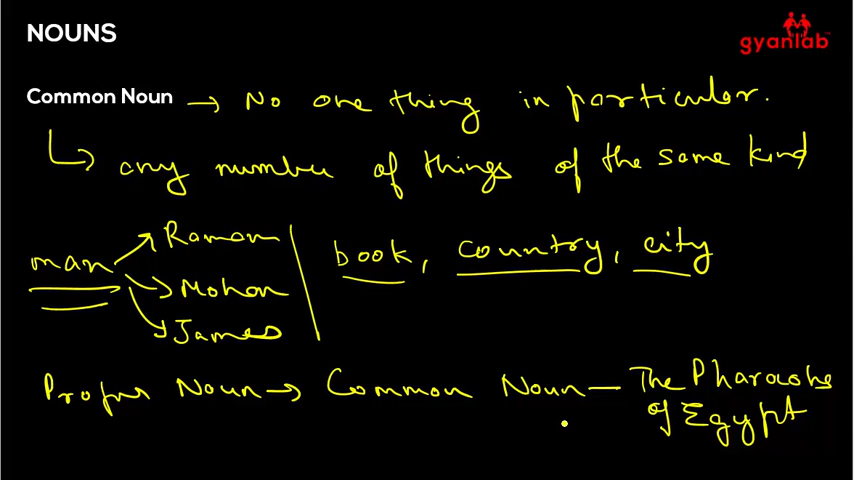 NOUNS
gyanlab
Common Noun → No one thing in particular.
↳ any number of things of the same kind
man
Raman
Mohan
James
book, country, city
Proper Noun → Common Noun — The Pharaohs
of Egypt